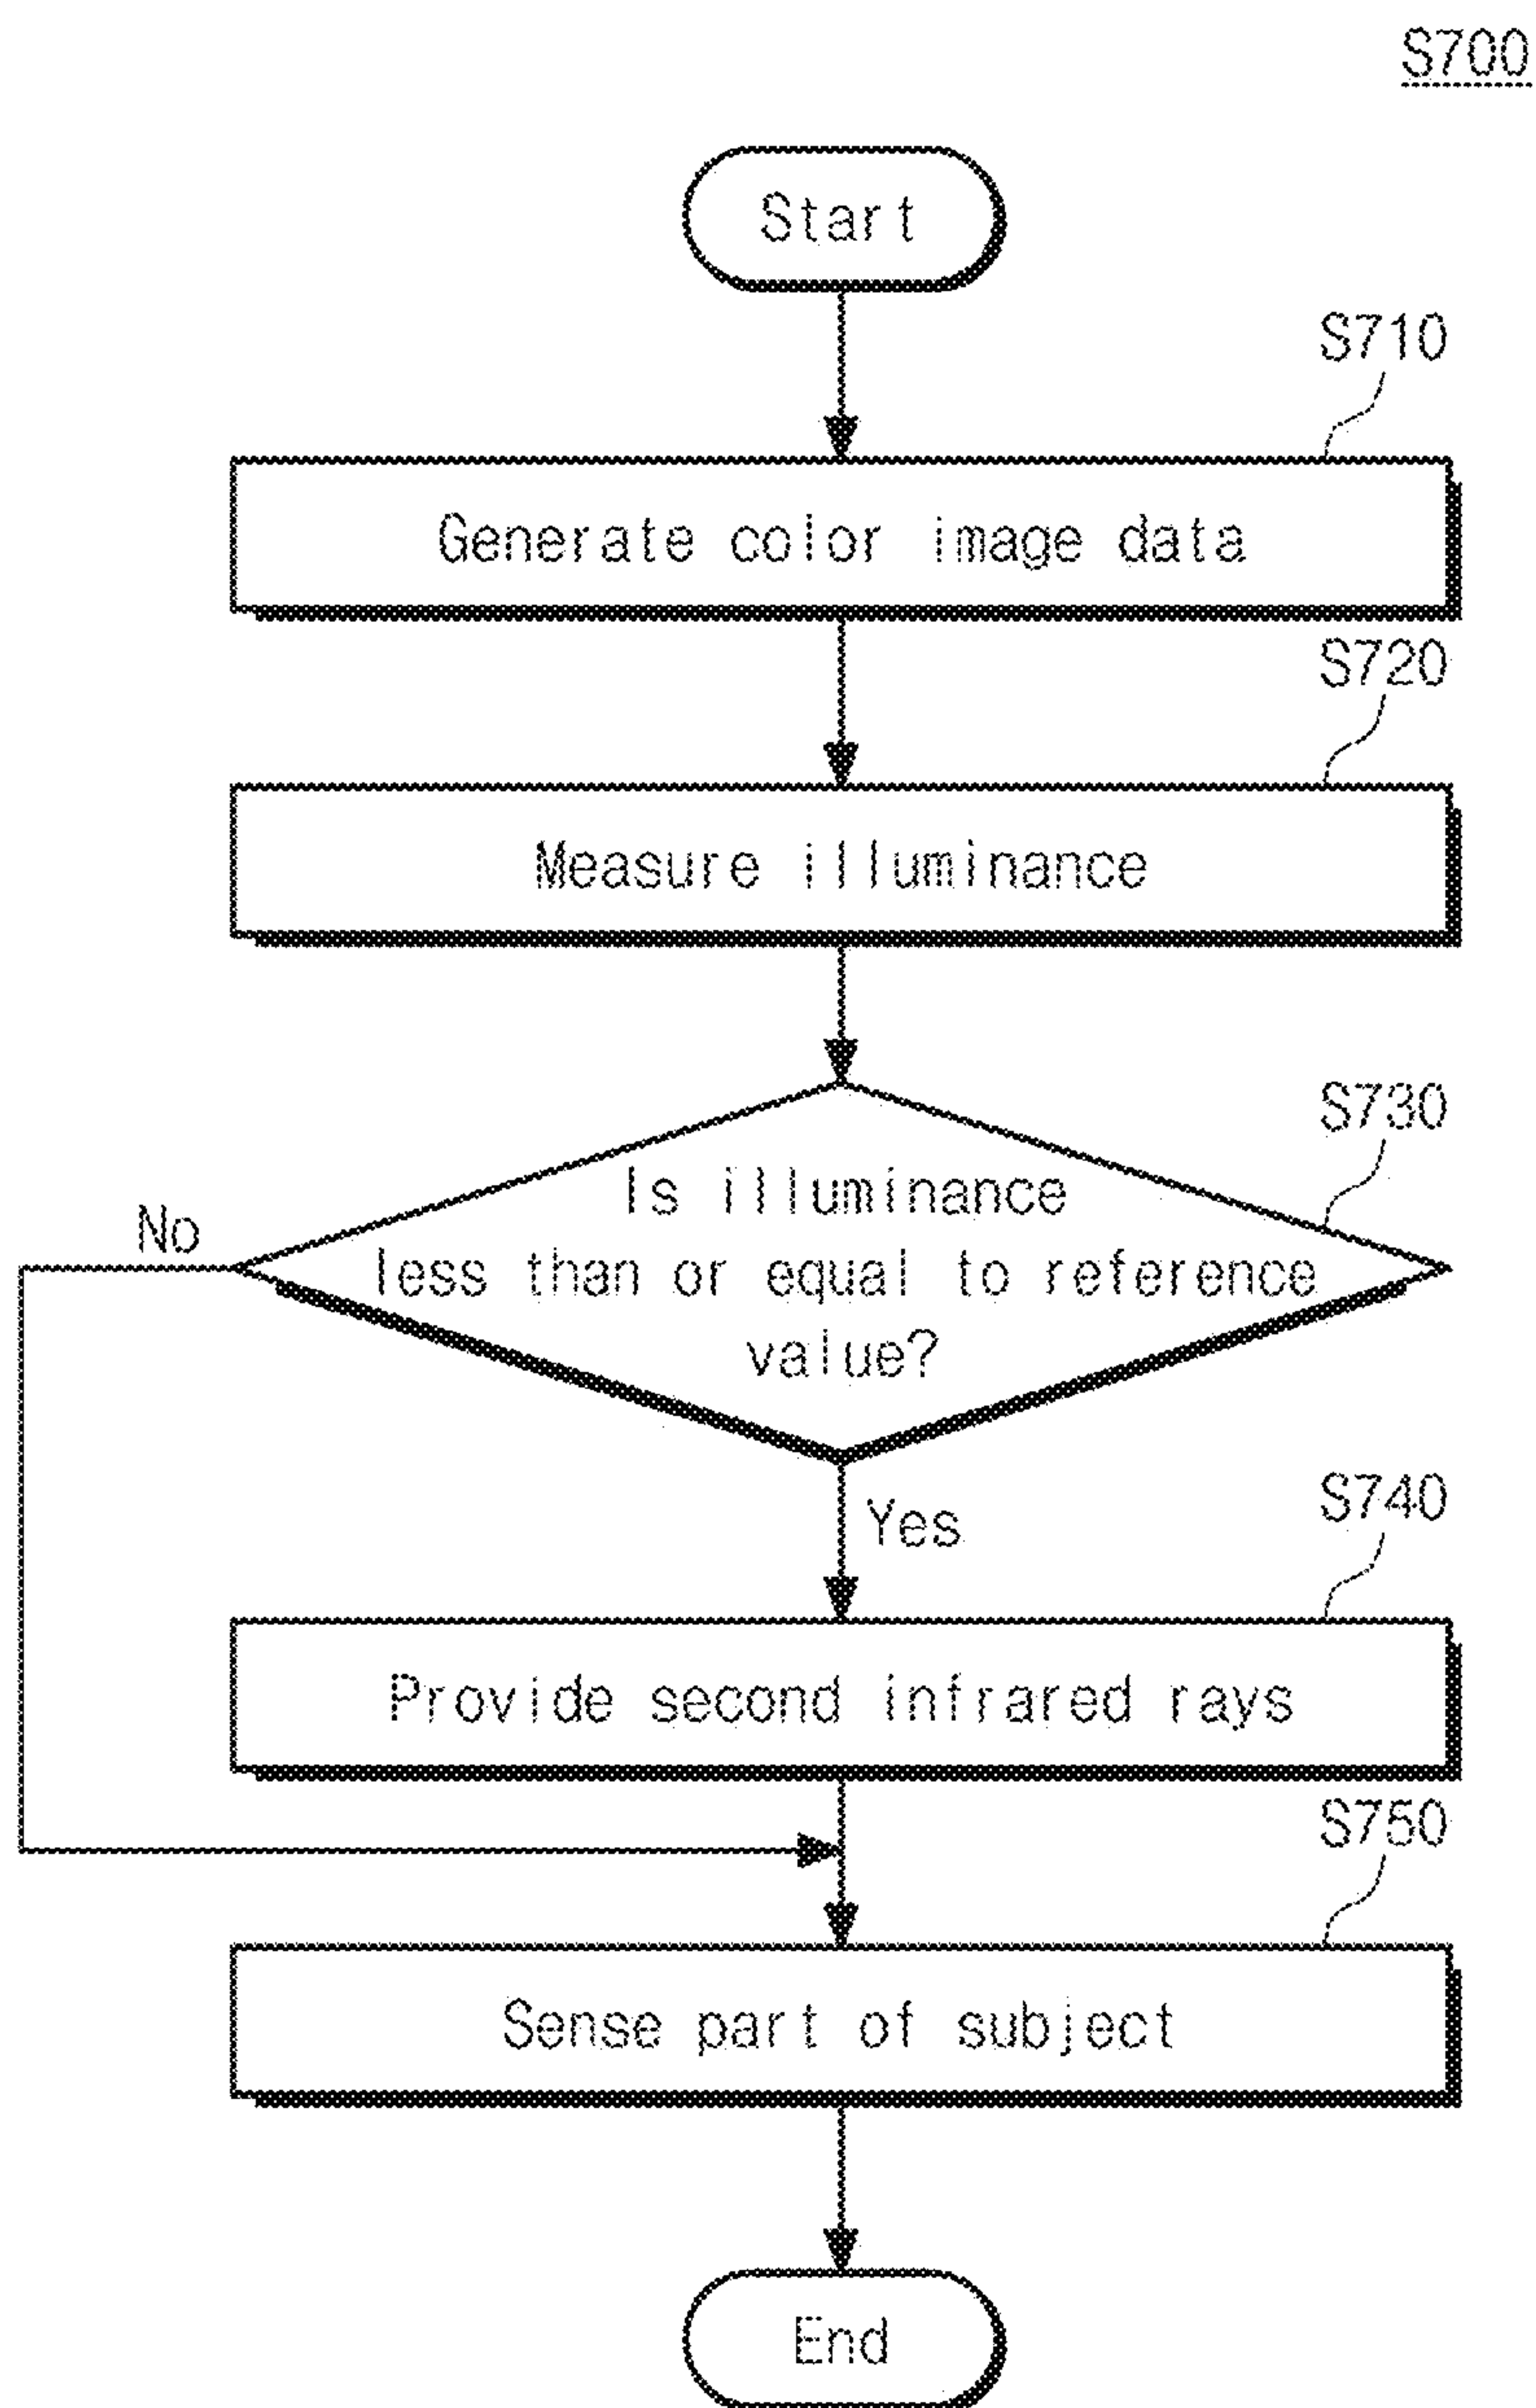 S700
Start
S710
Generate color image data
S720
Measure illuminance
S730
Is illuminance
less than or equal to reference
value?
No
Yes
S740
Provide second infrared rays
S750
Sense part of subject
End